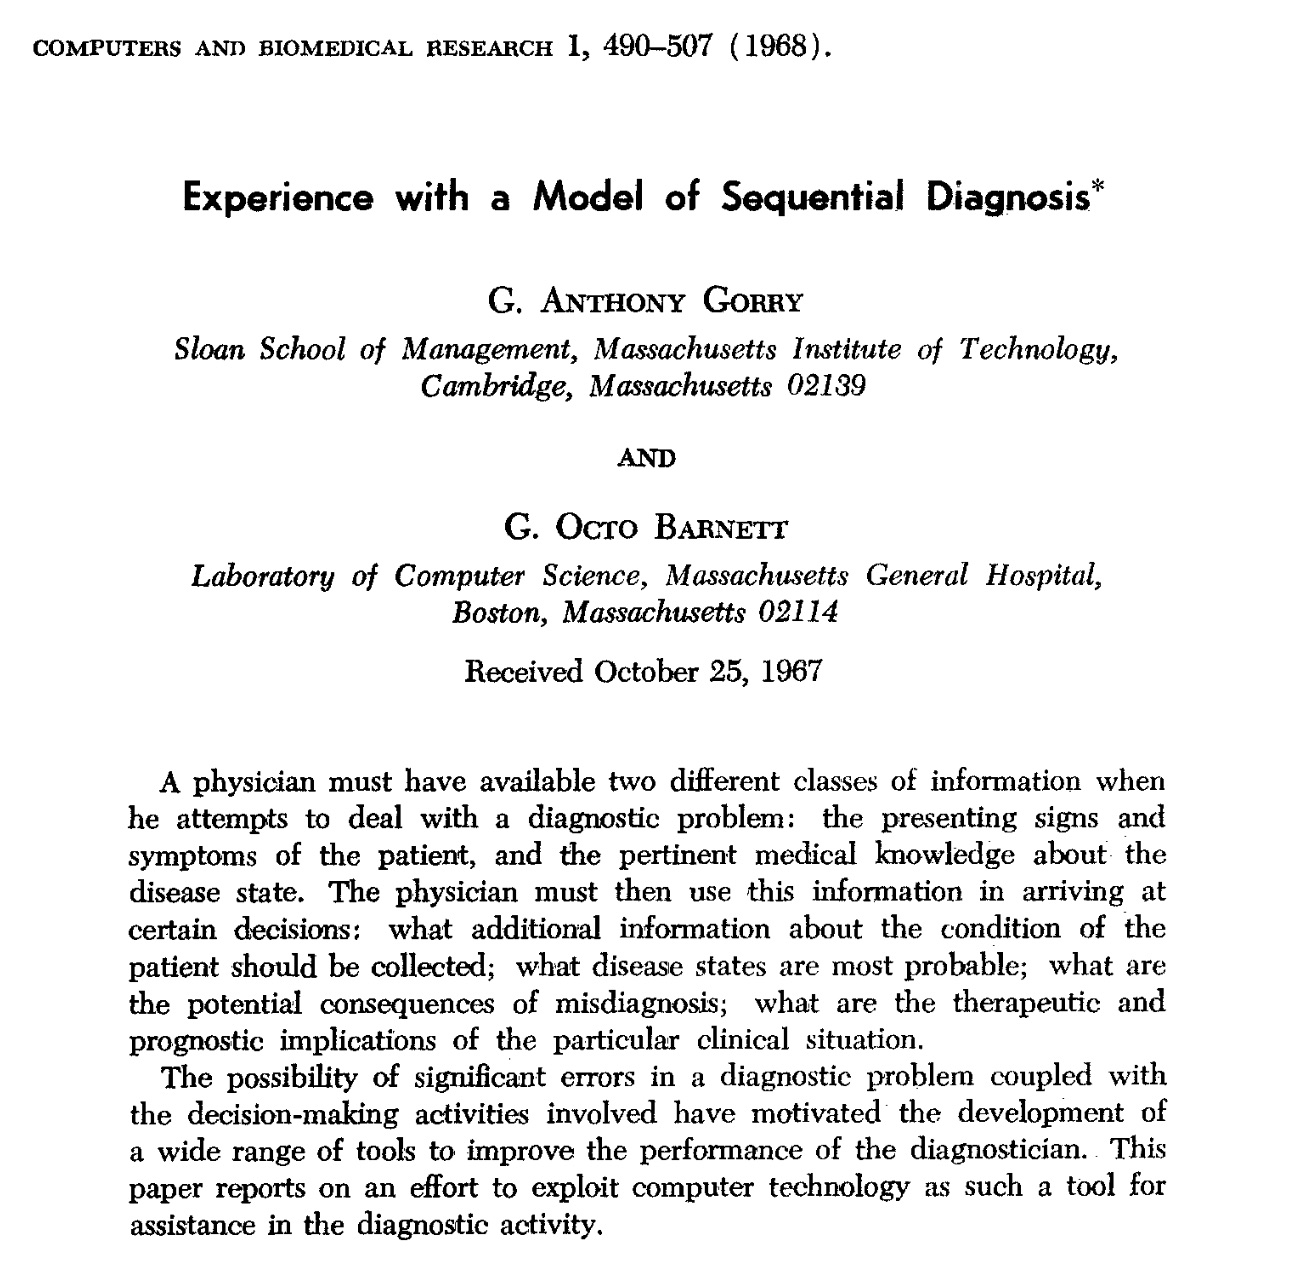 COMPUTERS AND BIOMEDICAL RESEARCH 1, 490–507 (1968).
Experience with a Model of Sequential Diagnosis*
G. ANTHONY GORRY
Sloan School of Management, Massachusetts Institute of Technology,
Cambridge, Massachusetts 02139
AND
G. OCTO BARNETT
Laboratory of Computer Science, Massachusetts General Hospital,
Boston, Massachusetts 02114
Received October 25, 1967
A physician must have available two different classes of information when
he attempts to deal with a diagnostic problem: the presenting signs and
symptoms of the patient, and the pertinent medical knowledge about the
disease state. The physician must then use this information in arriving at
certain decisions: what additional information about the condition of the
patient should be collected; what disease states are most probable; what are
the potential consequences of misdiagnosis; what are the therapeutic and
prognostic implications of the particular clinical situation.
The possibility of significant errors in a diagnostic problem coupled with
the decision-making activities involved have motivated the development of
a wide range of tools to improve the performance of the diagnostician. This
paper reports on an effort to exploit computer technology as such a tool for
assistance in the diagnostic activity.